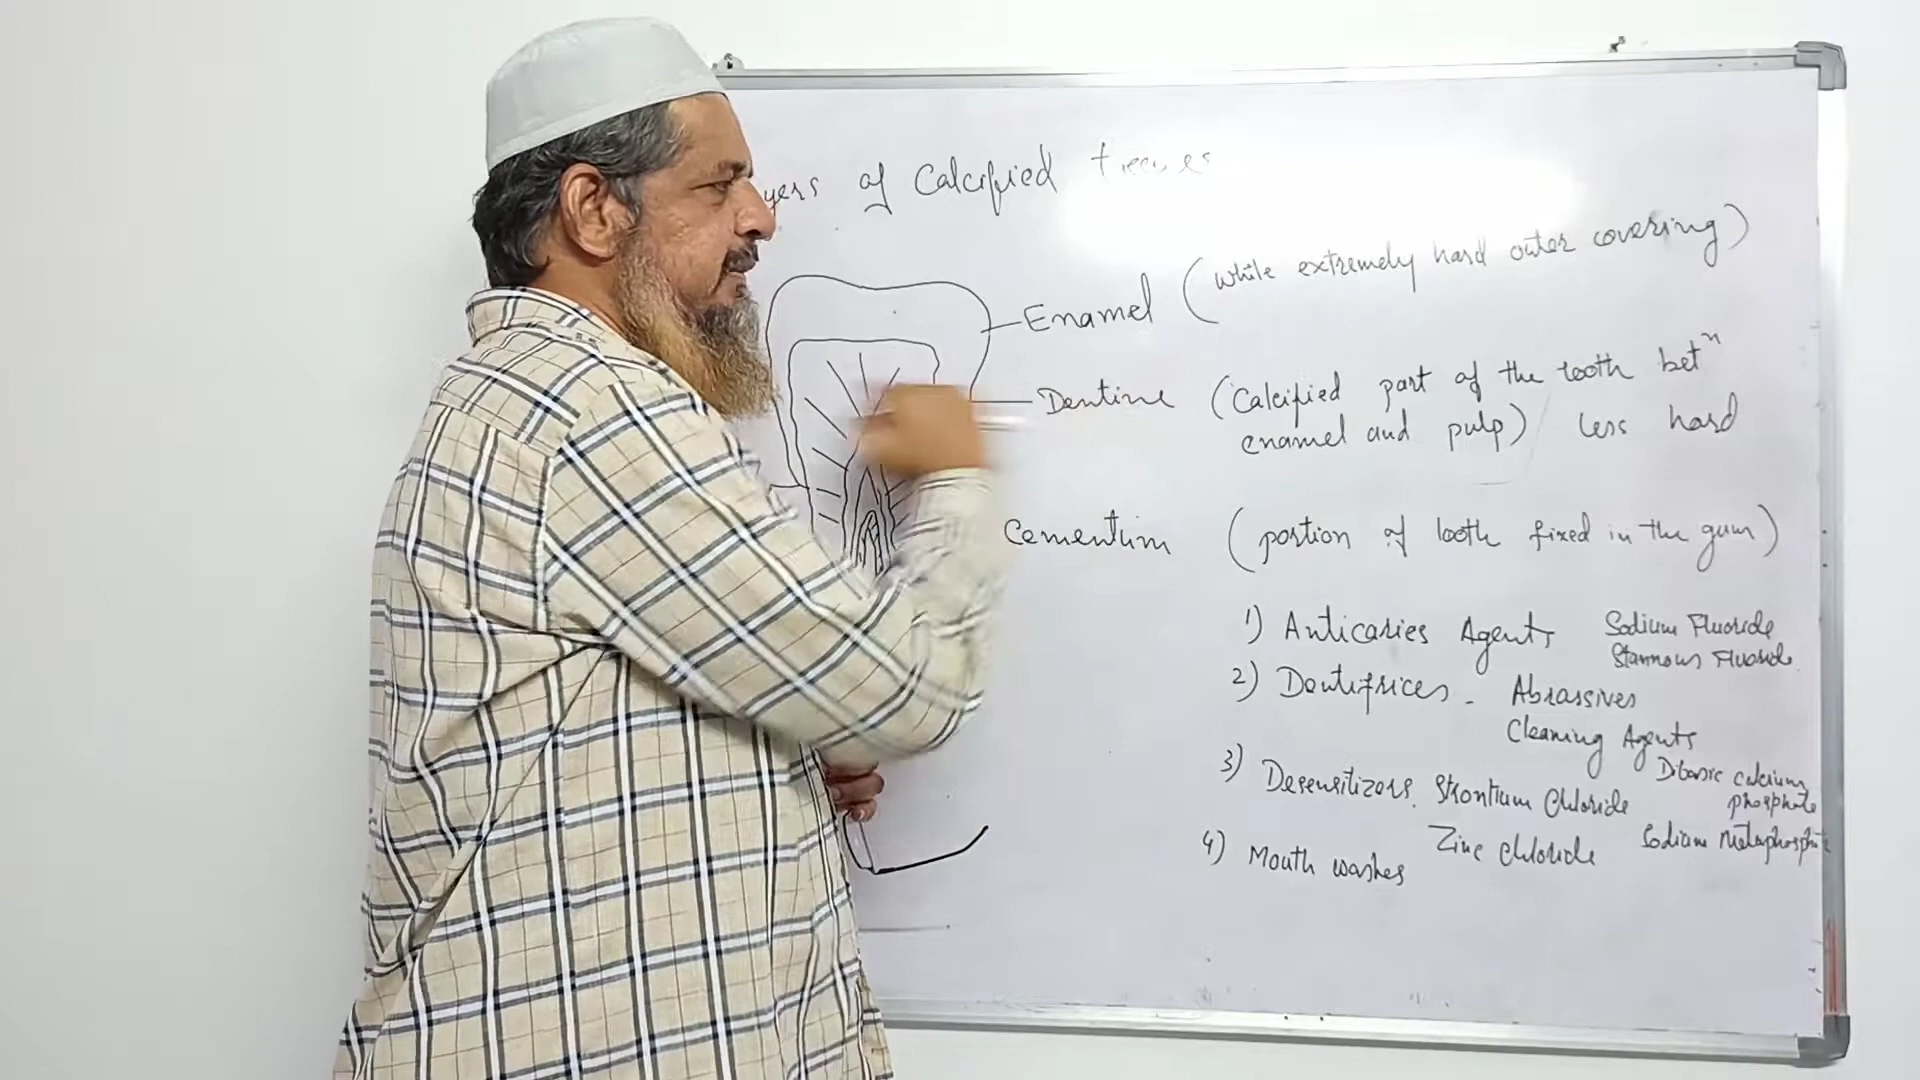 yers of Calcified tissues
Enamel (white extremely hard outer covering)
Dentine (Calcified part of the tooth betⁿ
enamel and pulp) less hard
Cementum (portion of tooth fixed in the gum)
1) Anticaries Agents Sodium Fluoride
Stannous Fluoride
2) Dentifrices - Abrassives
Cleaning Agents
Dibasic calcium
phosphate
3) Desensitizers. Strontium Chloride
Sodium Metaphosphate
4) Mouth washes Zinc Chloride